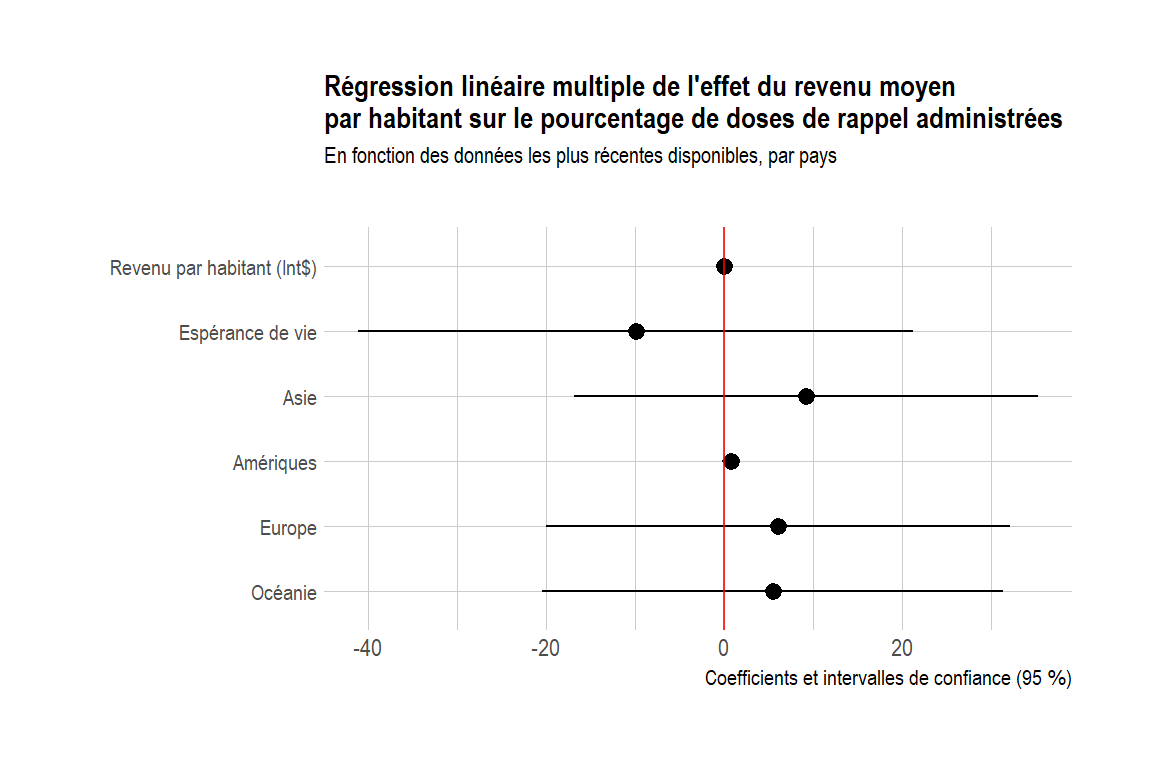 Régression linéaire multiple de l'effet du revenu moyen
par habitant sur le pourcentage de doses de rappel administrées
En fonction des données les plus récentes disponibles, par pays
Revenu par habitant (Int$)
Espérance de vie
Asie
Amériques
Europe
Océanie
-40 -20 0 20
Coefficients et intervalles de confiance (95 %)